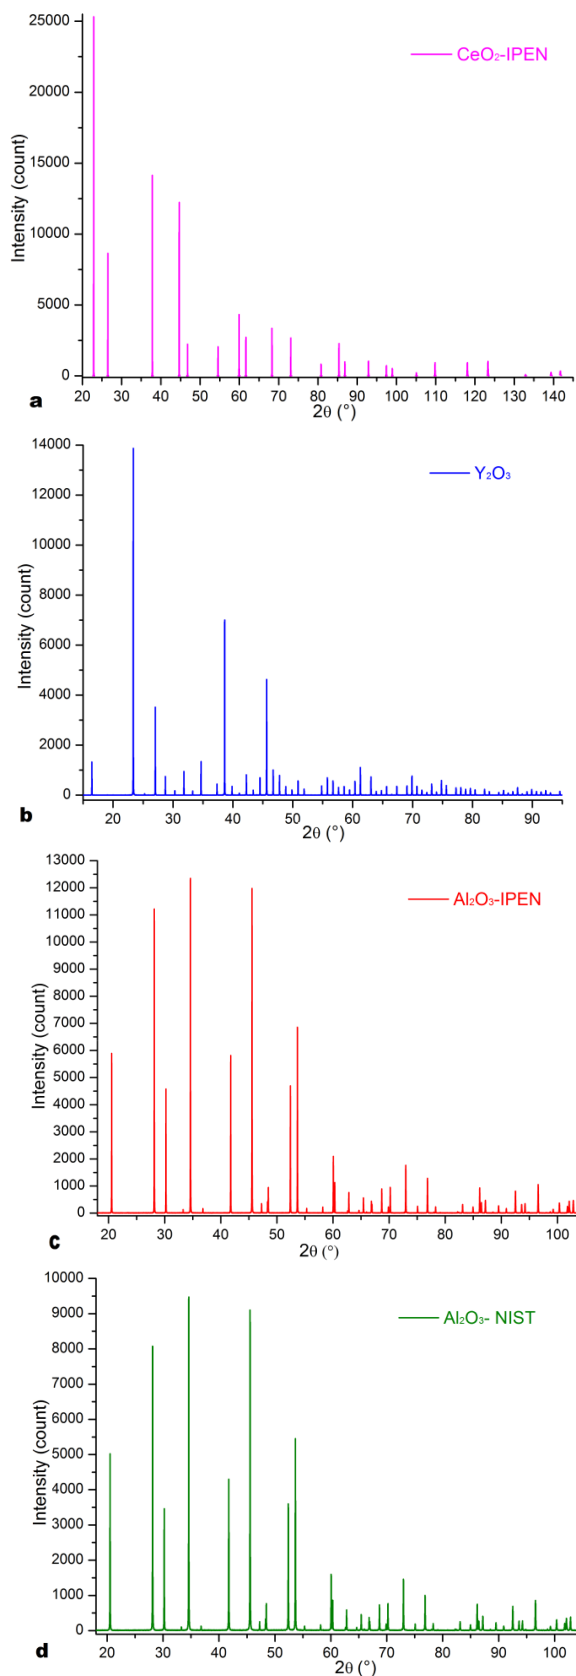 25000
20000
15000
10000
5000
0
Intensity (count)
CeO₂-IPEN
20 30 40 50 60 70 80 90 100 110 120 130 140
2θ (°)
a
14000
12000
10000
8000
6000
4000
2000
0
Intensity (count)
Y₂O₃
20 30 40 50 60 70 80 90
2θ (°)
b
13000
12000
11000
10000
9000
8000
7000
6000
5000
4000
3000
2000
1000
0
Intensity (count)
Al₂O₃-IPEN
20 30 40 50 60 70 80 90 100
2θ (°)
c
10000
9000
8000
7000
6000
5000
4000
3000
2000
1000
0
Intensity (count)
Al₂O₃- NIST
20 30 40 50 60 70 80 90 100
2θ (°)
d